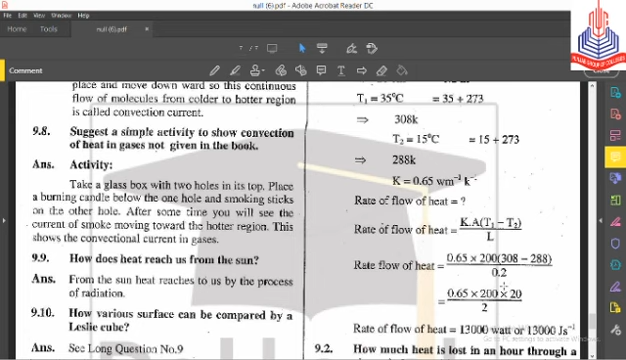 null (6).pdf - Adobe Acrobat Reader DC
File Edit View Sign Window Help
Home Tools null (6).pdf ×
Comment
place and move down ward so this continuous
flow of molecules from colder to hotter region
is called convection current.
9.8. Suggest a simple activity to show convection
of heat in gases not given in the book.
Ans. Activity:
Take a glass box with two holes in its top. Place
a burning candle below the one hole and smoking sticks
on the other hole. After some time you will see the
current of smoke moving toward the hotter region. This
shows the convectional current in gases.
9.9. How does heat reach us from the sun?
Ans. From the sun heat reaches to us by the process
of radiation.
9.10. How various surface can be compared by a
Leslie cube?
Ans. See Long Question No.9
T₁ = 35°C = 35 + 273
⇒ 308k
T₂ = 15°C = 15 + 273
⇒ 288k
K = 0.65 wm⁻¹ k⁻
Rate of flow of heat = ?
Rate of flow of heat = K.A(T₁ − T₂) / L
Rate flow of heat = 0.65 × 200(308 − 288) / 0.2
= 0.65 × 200 × 20 / 2
Rate of flow of heat = 13000 watt or 13000 Js⁻¹
9.2. How much heat is lost in an hour through a